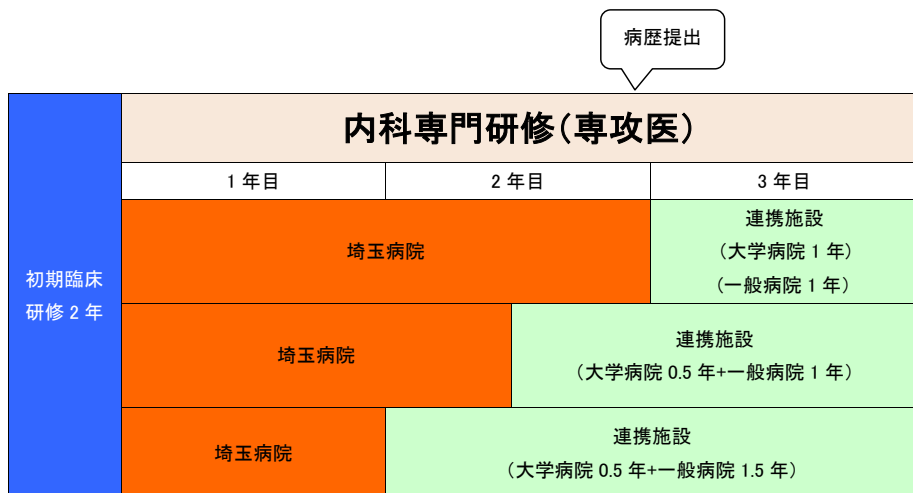 病歴提出
内科専門研修（専攻医）
1 年目
2 年目
3 年目
初期臨床
研修 2 年
埼玉病院
連携施設
（大学病院 1 年）
（一般病院 1 年）
埼玉病院
連携施設
（大学病院 0.5 年+一般病院 1 年）
埼玉病院
連携施設
（大学病院 0.5 年+一般病院 1.5 年）